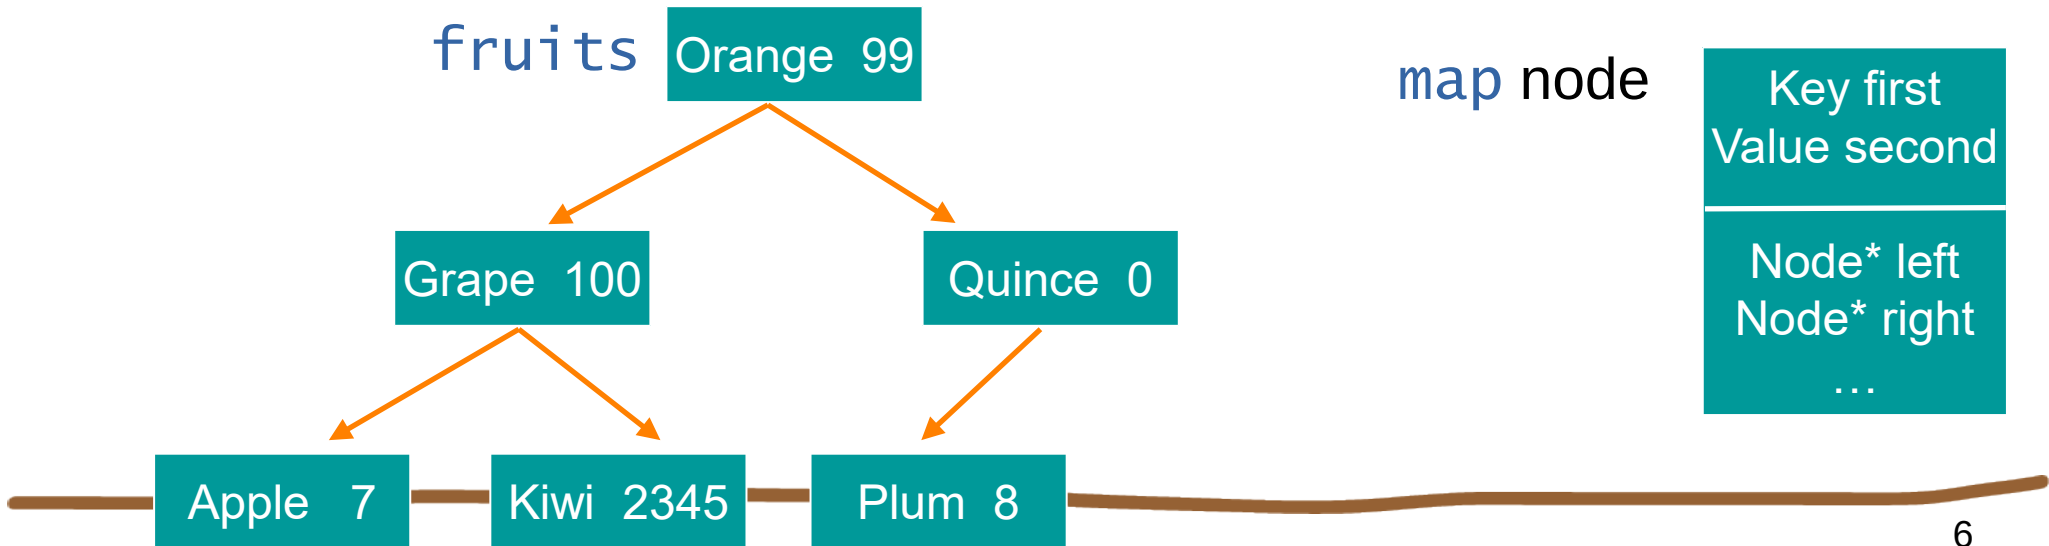 fruits
Orange 99
map node
Key first
Value second
Node* left
Node* right
...
Grape 100
Quince 0
Apple 7
Kiwi 2345
Plum 8
6